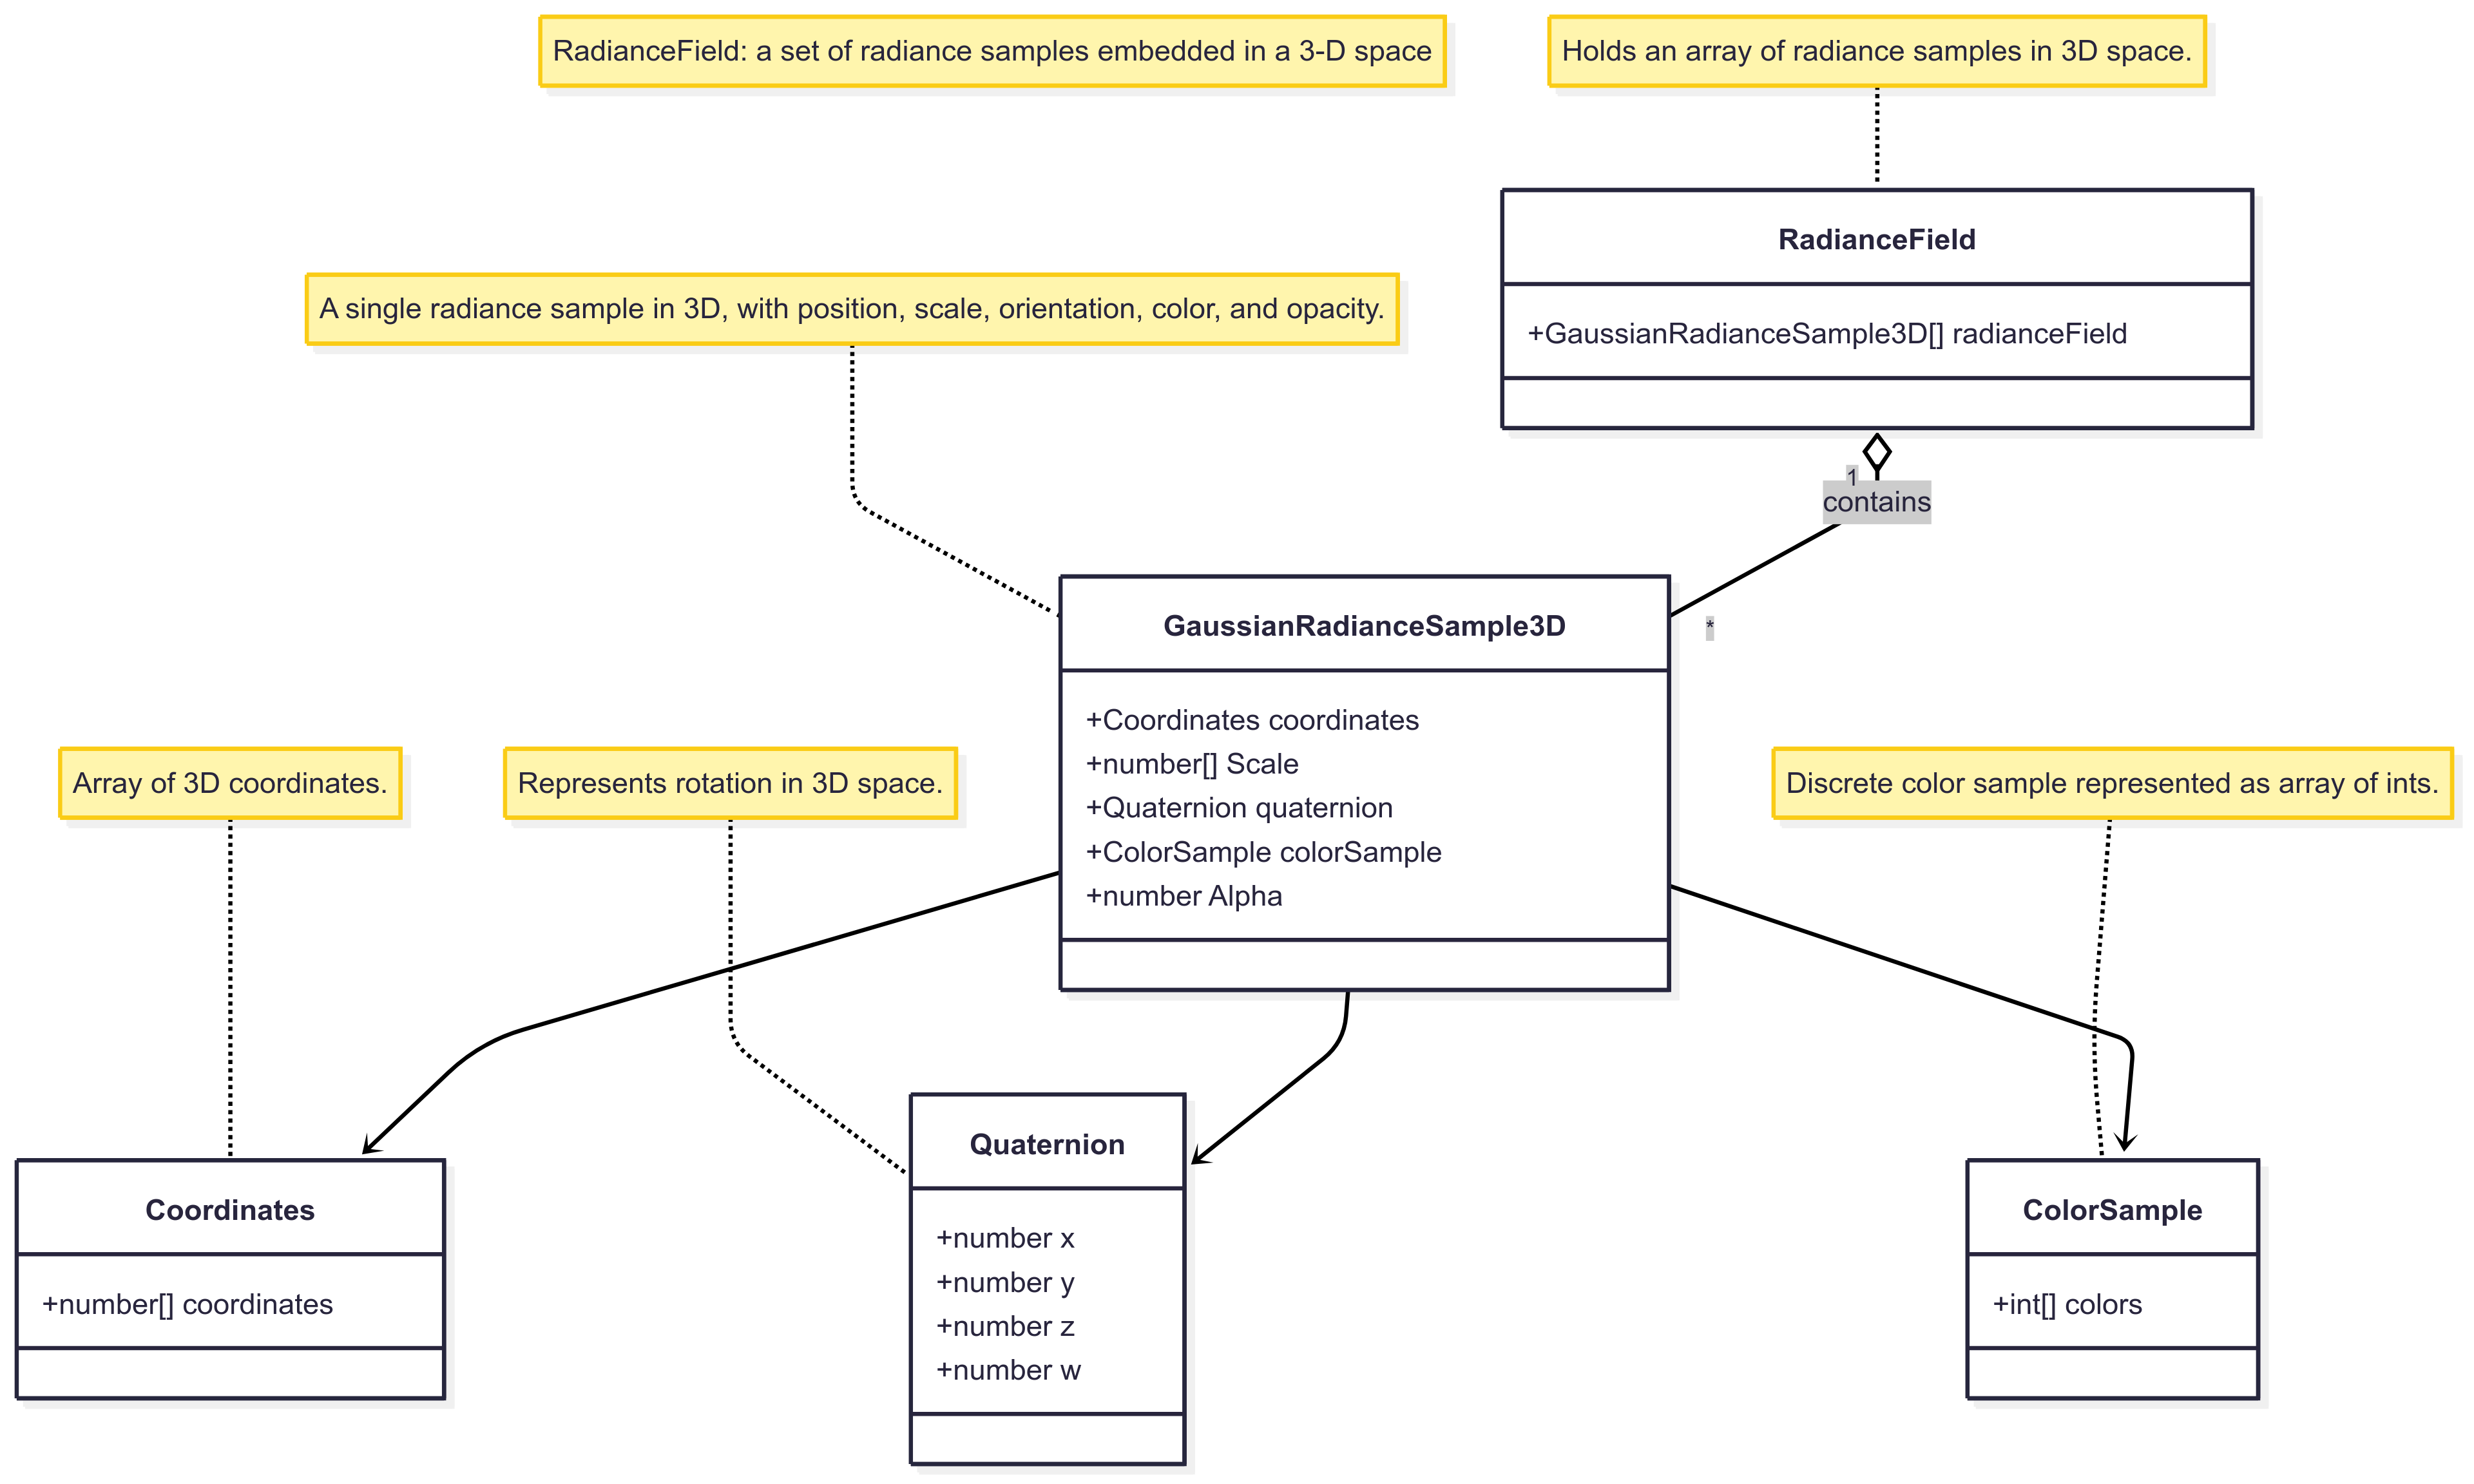 RadianceField: a set of radiance samples embedded in a 3-D space
Holds an array of radiance samples in 3D space.
RadianceField
+GaussianRadianceSample3D[] radianceField
A single radiance sample in 3D, with position, scale, orientation, color, and opacity.
1
contains
*
GaussianRadianceSample3D
+Coordinates coordinates
+number[] Scale
+Quaternion quaternion
+ColorSample colorSample
+number Alpha
Array of 3D coordinates.
Represents rotation in 3D space.
Discrete color sample represented as array of ints.
Coordinates
+number[] coordinates
Quaternion
+number x
+number y
+number z
+number w
ColorSample
+int[] colors